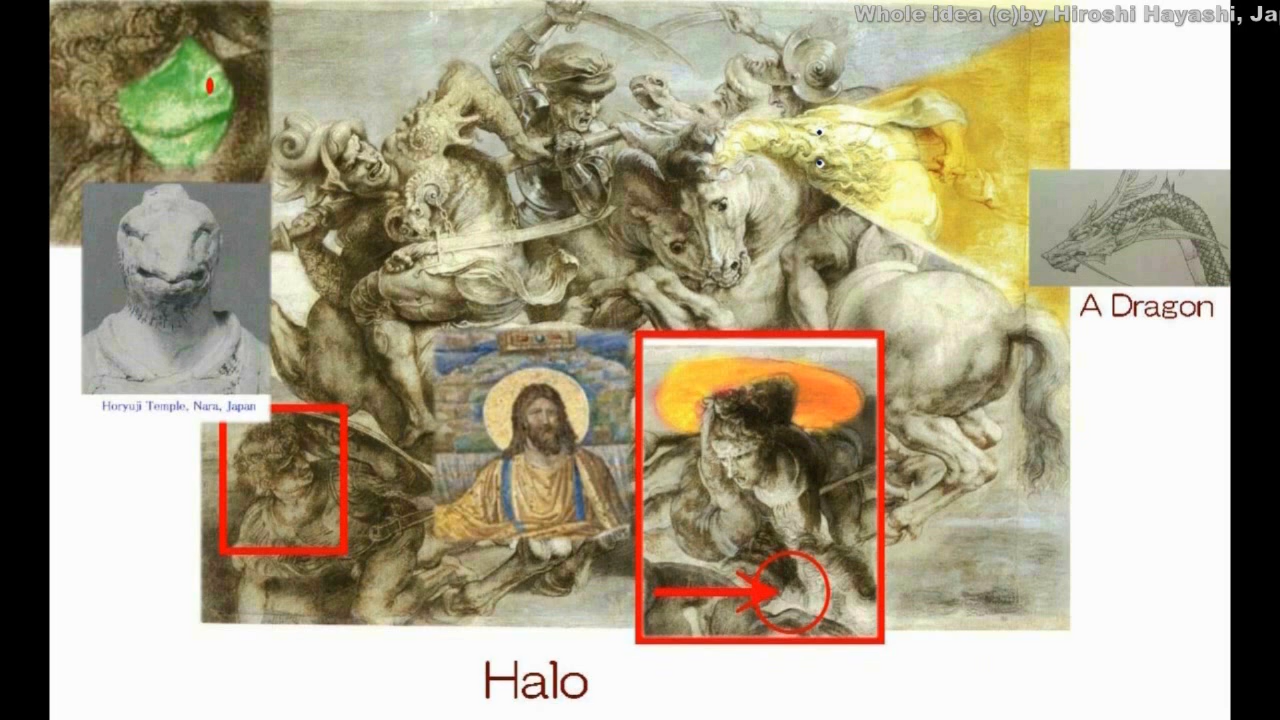 Whole idea (c)by Hiroshi Hayashi, Ja
A Dragon
Horyuji Temple, Nara, Japan
Halo